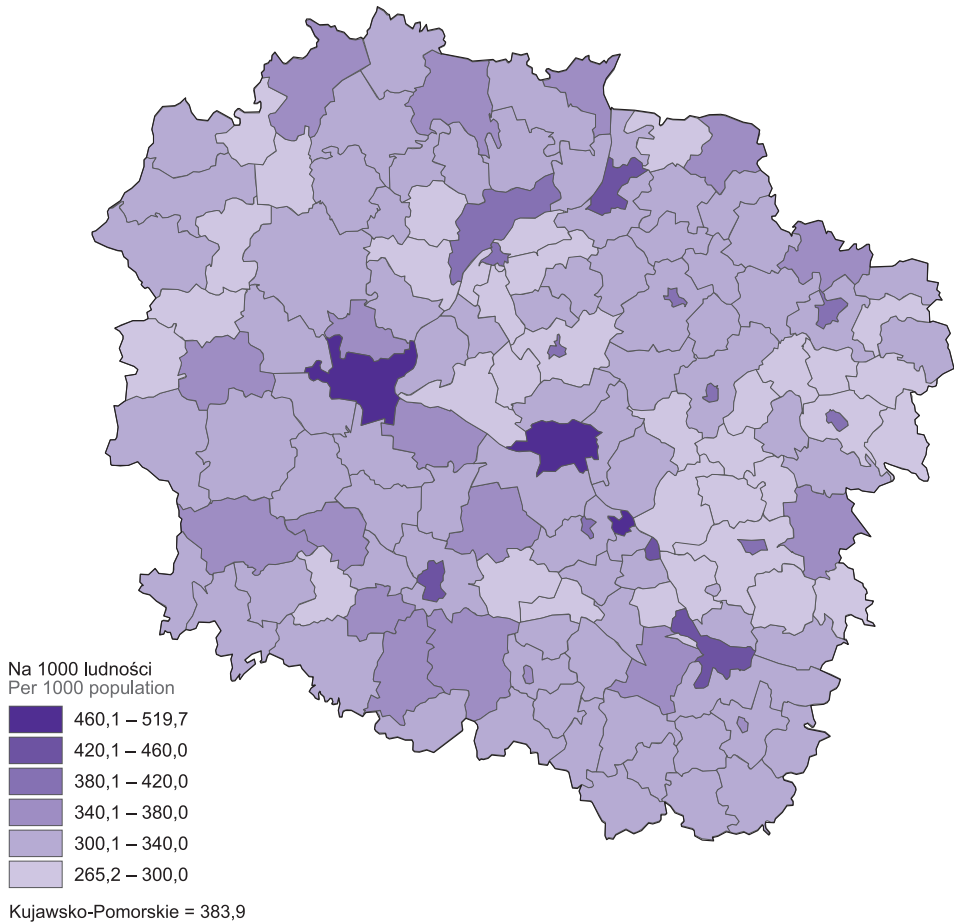 Na 1000 ludności
Per 1000 population
460,1 – 519,7
420,1 – 460,0
380,1 – 420,0
340,1 – 380,0
300,1 – 340,0
265,2 – 300,0
Kujawsko-Pomorskie = 383,9